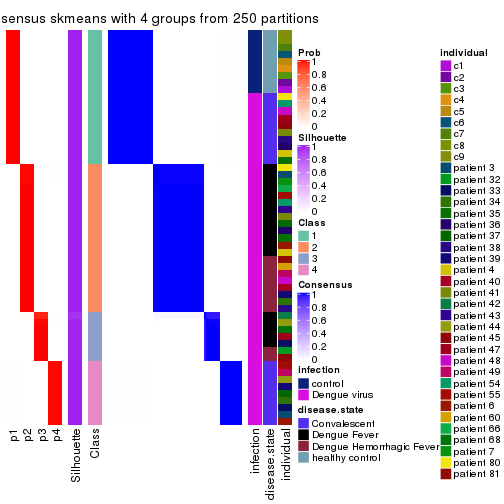 sensus skmeans with 4 groups from 250 partitions
p1
p2
p3
p4
Silhouette
Class
infection
disease.state
individual
Prob
1
0.8
0.6
0.4
0.2
0
Silhouette
1
0.8
0.6
0.4
0.2
0
Class
1
2
3
4
Consensus
1
0.8
0.6
0.4
0.2
0
infection
control
Dengue virus
disease.state
Convalescent
Dengue Fever
Dengue Hemorrhagic Fever
healthy control
individual
c1
c2
c3
c4
c5
c6
c7
c8
c9
patient 3
patient 32
patient 33
patient 34
patient 35
patient 36
patient 37
patient 38
patient 39
patient 4
patient 40
patient 41
patient 42
patient 43
patient 44
patient 45
patient 47
patient 48
patient 49
patient 54
patient 55
patient 6
patient 60
patient 66
patient 68
patient 7
patient 80
patient 81